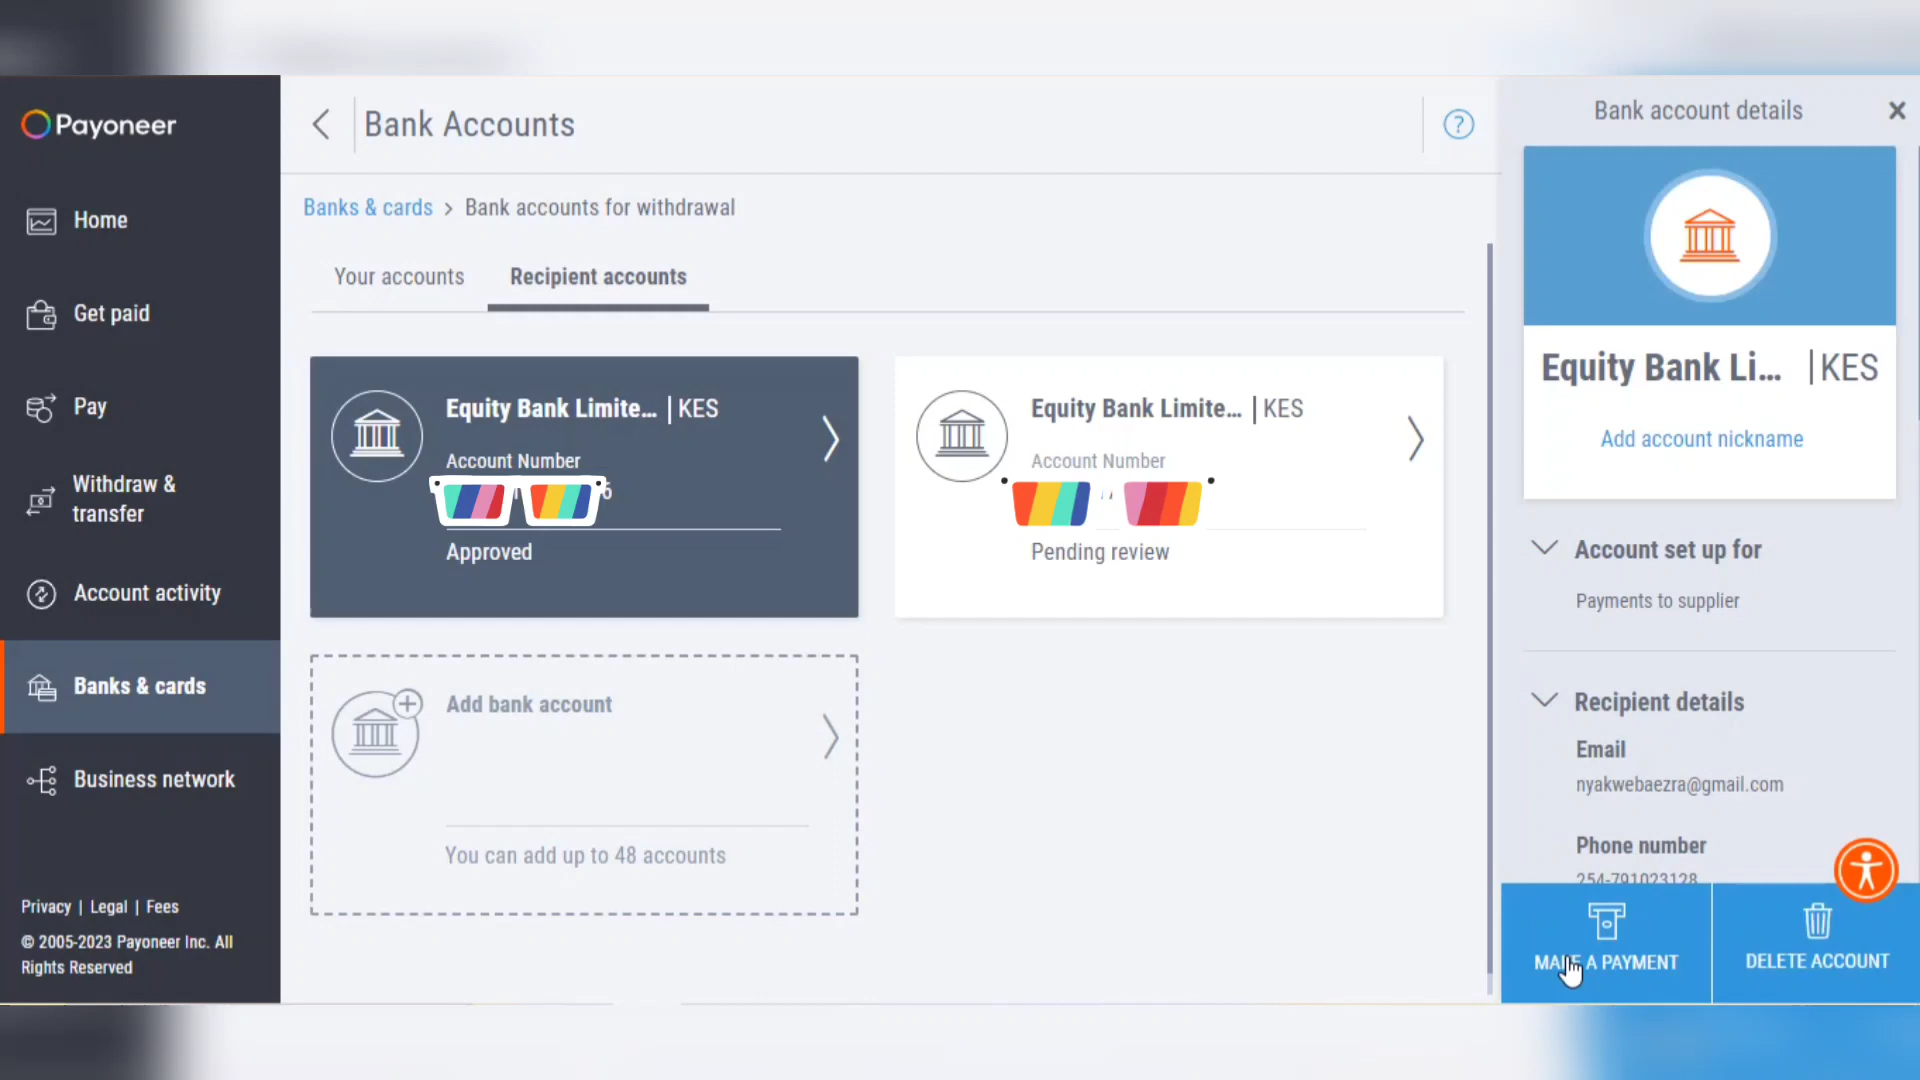 Payoneer
Home
Get paid
Pay
Withdraw &
transfer
Account activity
Banks & cards
Business network
Privacy | Legal | Fees
© 2005-2023 Payoneer Inc. All
Rights Reserved
Bank Accounts
?
Banks & cards > Bank accounts for withdrawal
Your accounts
Recipient accounts
Equity Bank Limite... | KES
Account Number
6
Approved
Equity Bank Limite... | KES
Account Number
Pending review
Add bank account
You can add up to 48 accounts
Bank account details
Equity Bank Li... | KES
Add account nickname
Account set up for
Payments to supplier
Recipient details
Email
nyakwebaezra@gmail.com
Phone number
254-791023128
MAKE A PAYMENT
DELETE ACCOUNT